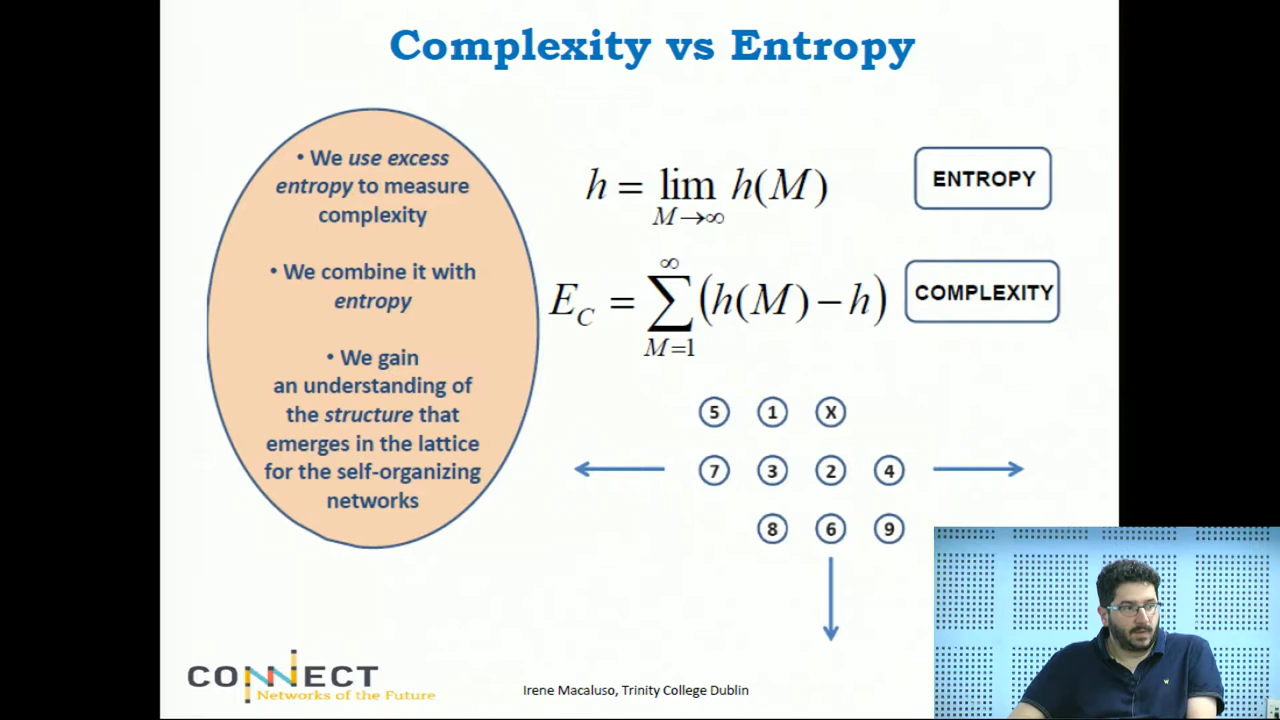 Complexity vs Entropy
• We use excess
entropy to measure
complexity
• We combine it with
entropy
• We gain
an understanding of
the structure that
emerges in the lattice
for the self-organizing
networks
h = lim h(M)
M→∞
ENTROPY
∞
E_C = ∑ (h(M) − h)
M=1
COMPLEXITY
5 1 X
7 3 2 4
8 6 9
CONNECT
Networks of the Future
Irene Macaluso, Trinity College Dublin